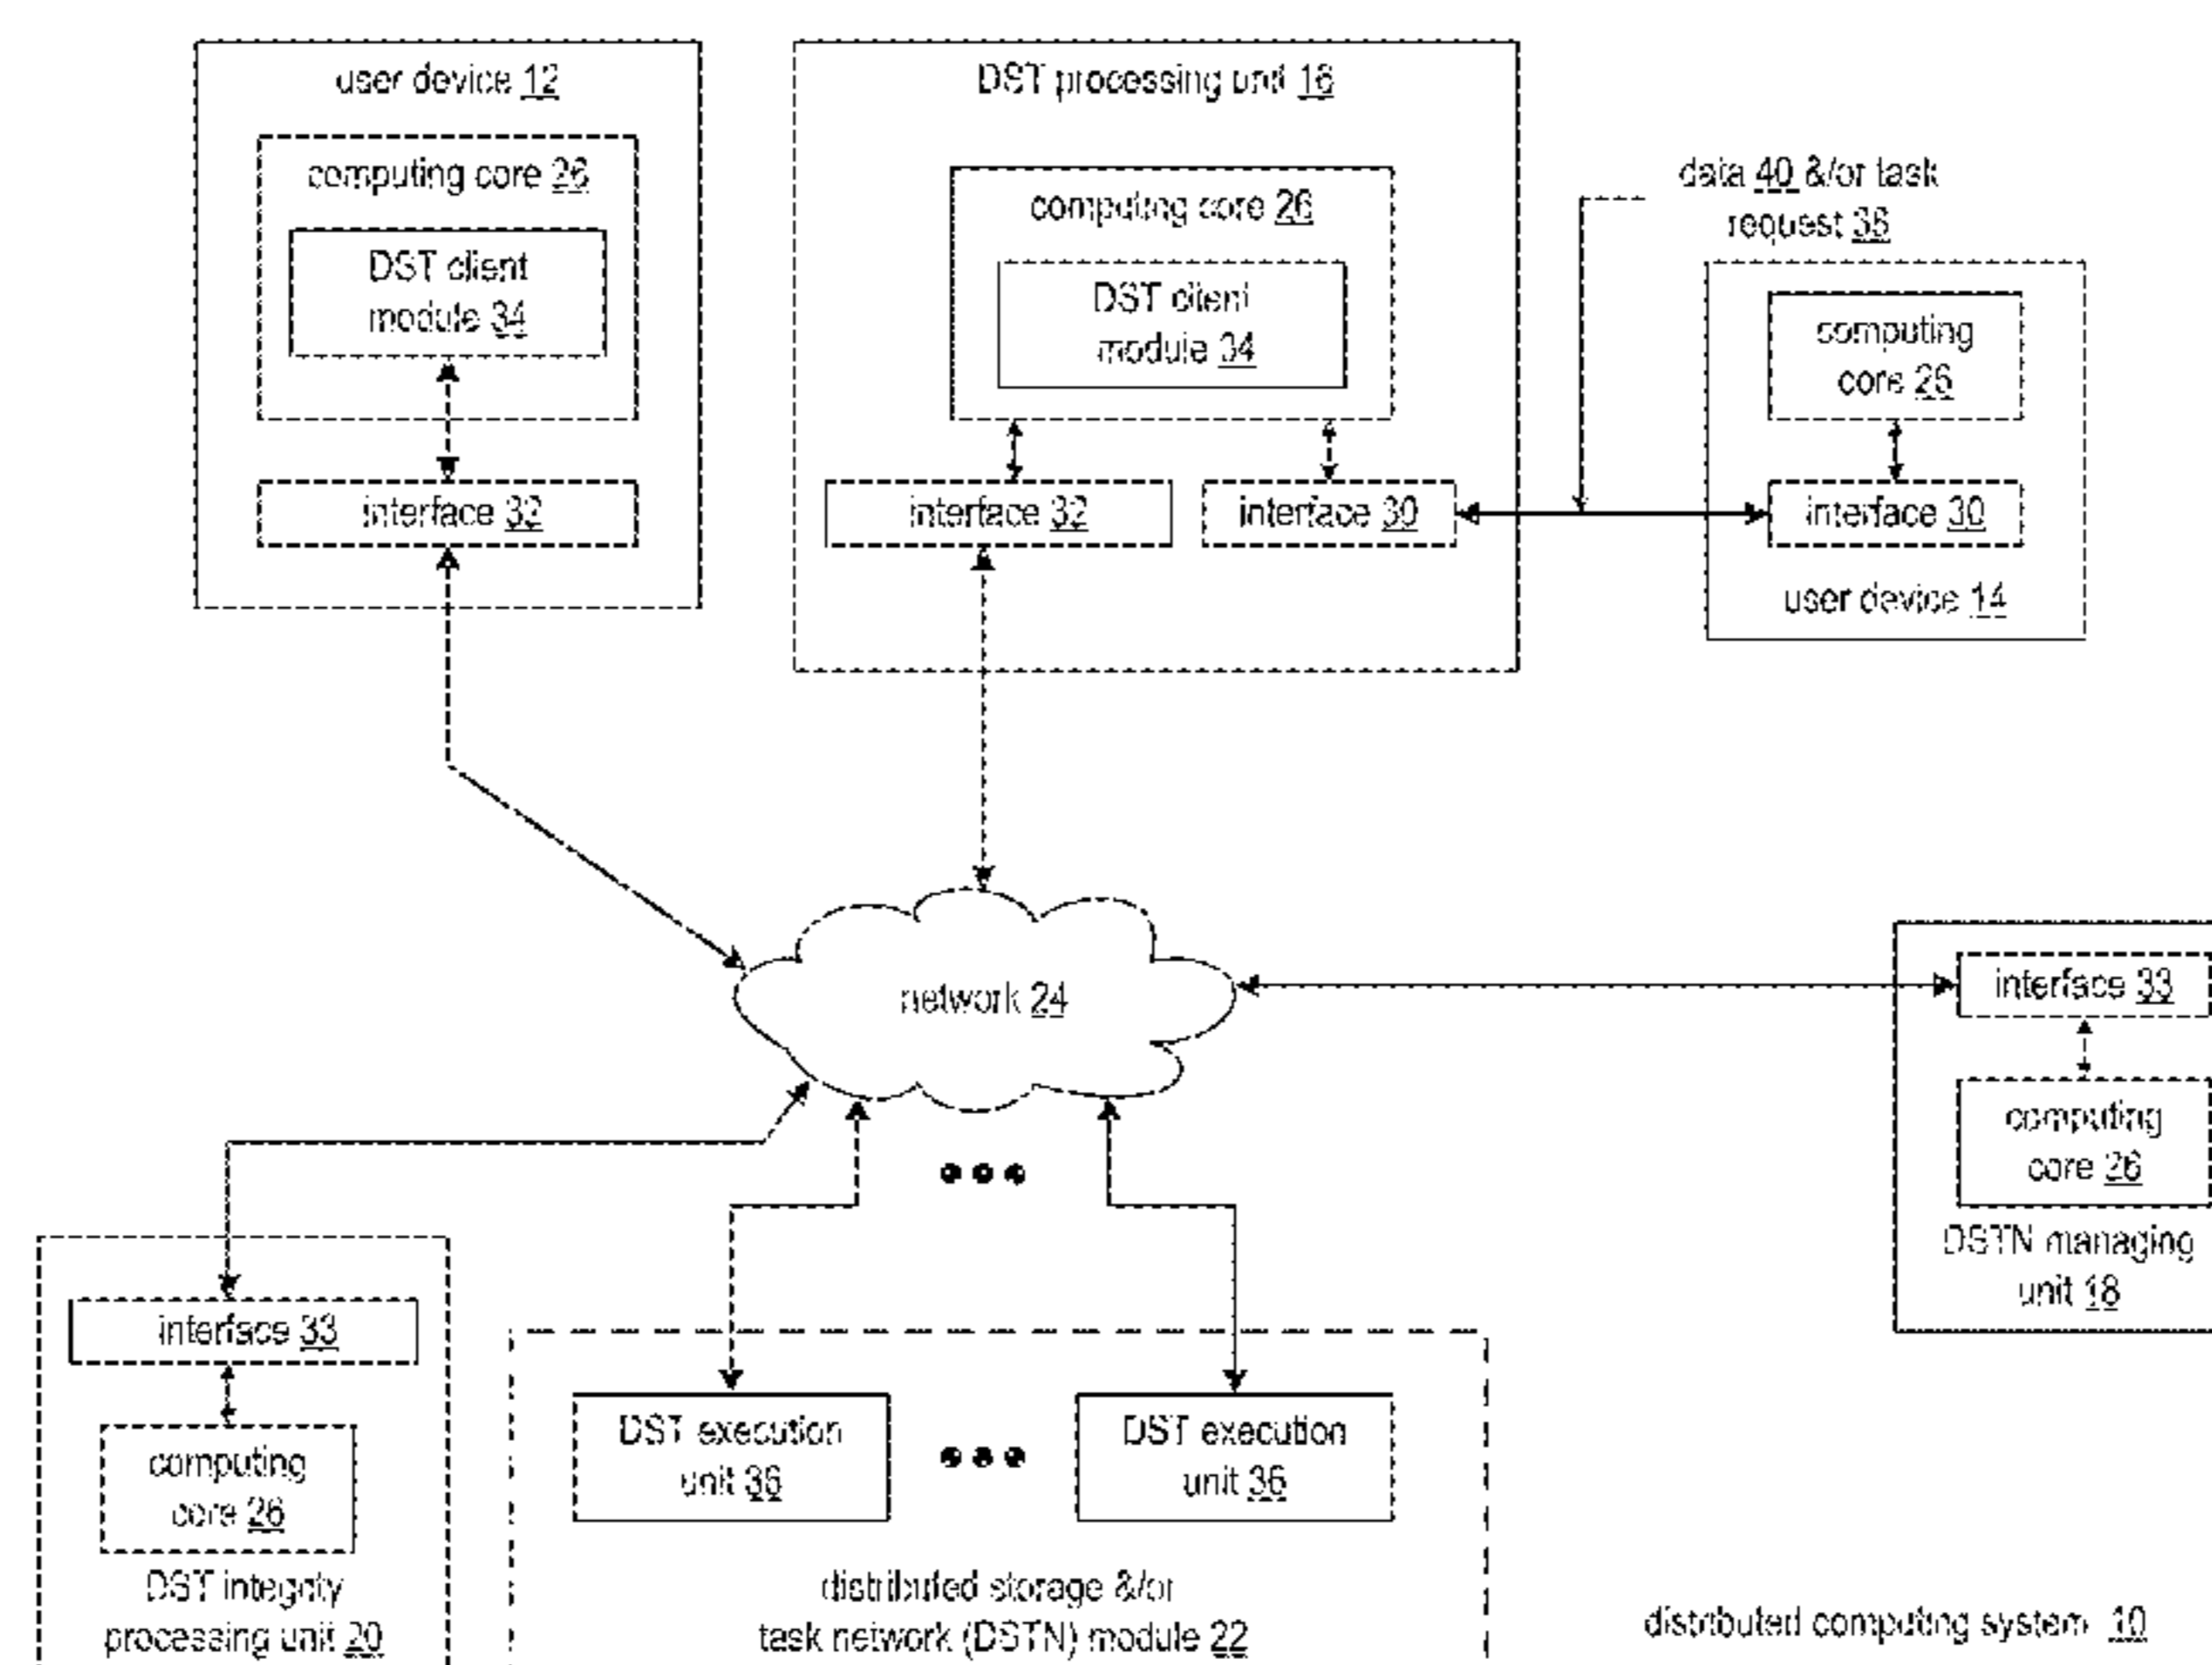 user device 12
computing core 26
DST client
module 34
interface 32
DST processing unit 16
computing core 26
DST client
module 34
interface 32
interface 30
data 40 &/or task
request 38
computing
core 26
interface 30
user device 14
network 24
interface 33
computing
core 26
DSTN managing
unit 18
interface 33
computing
core 26
DST integrity
processing unit 20
DST execution
unit 36
DST execution
unit 36
distributed storage &/or
task network (DSTN) module 22
distributed computing system 10